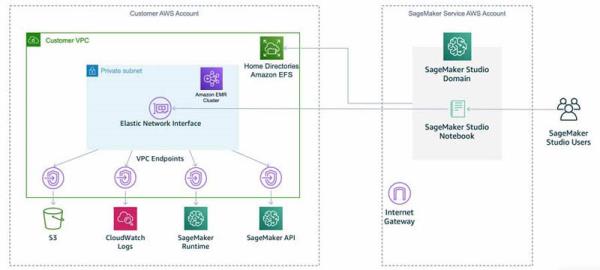 Customer AWS Account
SageMaker Service AWS Account
Customer VPC
Home Directories
Amazon EFS
Private subnet
Amazon EMR
Cluster
Elastic Network Interface
SageMaker Studio
Domain
SageMaker Studio
Notebook
SageMaker
Studio Users
VPC Endpoints
S3
CloudWatch
Logs
SageMaker
Runtime
SageMaker API
Internet
Gateway